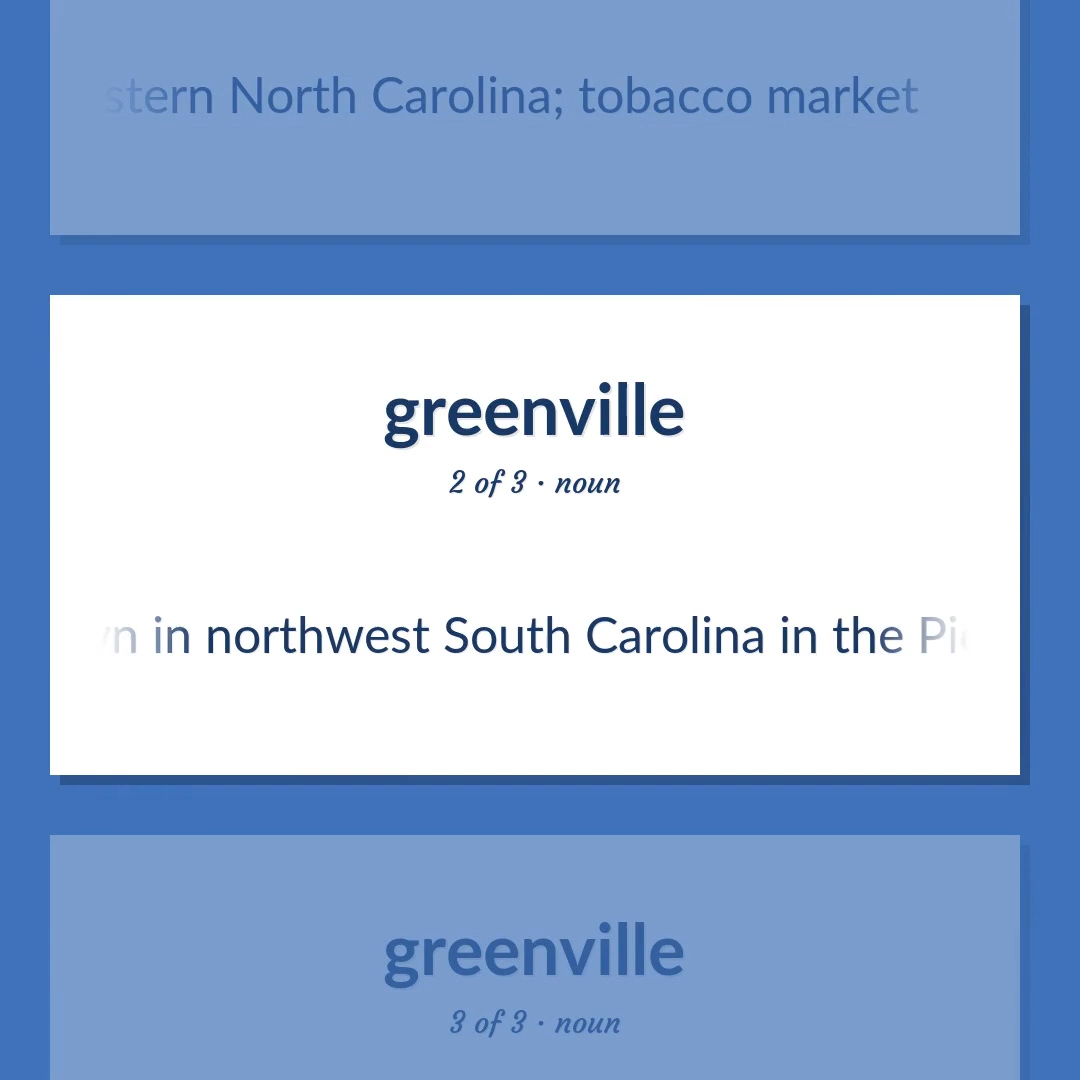 stern North Carolina; tobacco market
greenville
2 of 3 · noun
in northwest South Carolina in the
greenville
3 of 3 · noun